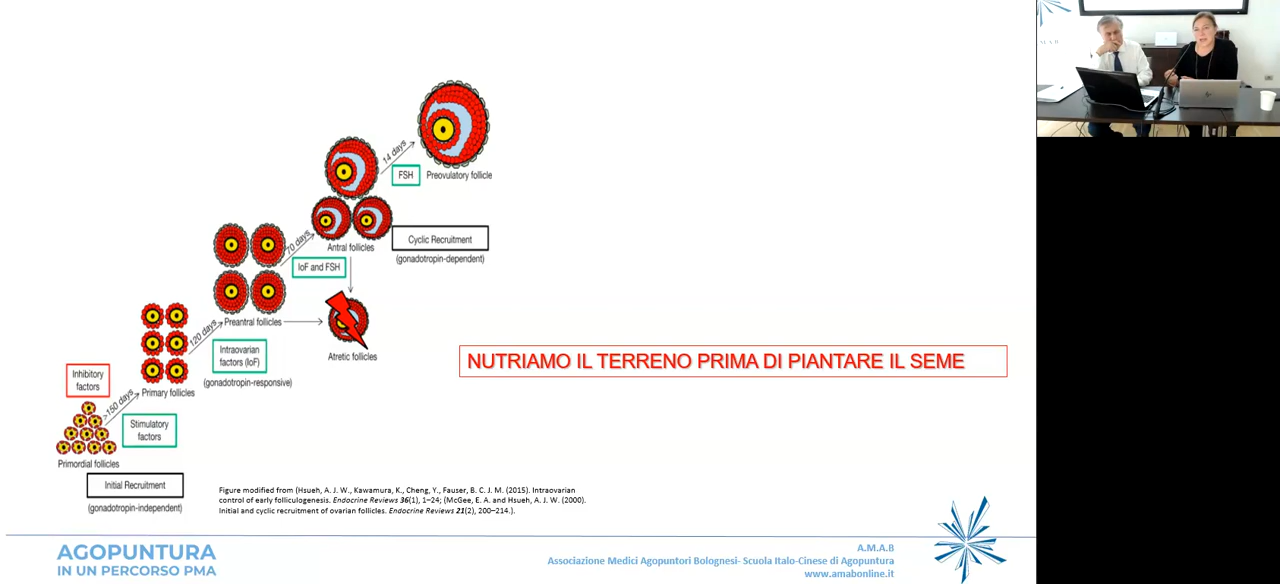 14 days
FSH
Preovulatory follicle
Cyclic Recruitment
(gonadotropin-dependent)
Antral follicles
70 days
IoF and FSH
Preantral follicles
Atretic follicles
120 days
Intraovarian
factors (IoF)
(gonadotropin-responsive)
NUTRIAMO IL TERRENO PRIMA DI PIANTARE IL SEME
Inhibitory
factors
Primary follicles
>150 days
Stimulatory
factors
Primordial follicles
Initial Recruitment
(gonadotropin-independent)
Figure modified from (Hsueh, A. J. W., Kawamura, K., Cheng, Y., Fauser, B. C. J. M. (2015). Intraovarian
control of early folliculogenesis. Endocrine Reviews 36(1), 1–24; (McGee, E. A. and Hsueh, A. J. W. (2000).
Initial and cyclic recruitment of ovarian follicles. Endocrine Reviews 21(2), 200–214.).
AGOPUNTURA
IN UN PERCORSO PMA
A.M.A.B
Associazione Medici Agopuntori Bolognesi- Scuola Italo-Cinese di Agopuntura
www.amabonline.it